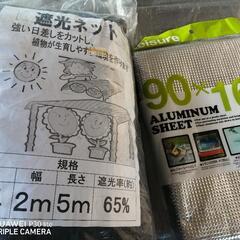 遮光ネット
強い日差しをカットし
植物が生育しやすい
規格
幅 長さ 遮光率(約)
2m 5m 65%
leisure
90×
ALUMINUM
SHEET
HUAWEI P30 lite
TRIPLE CAMERA